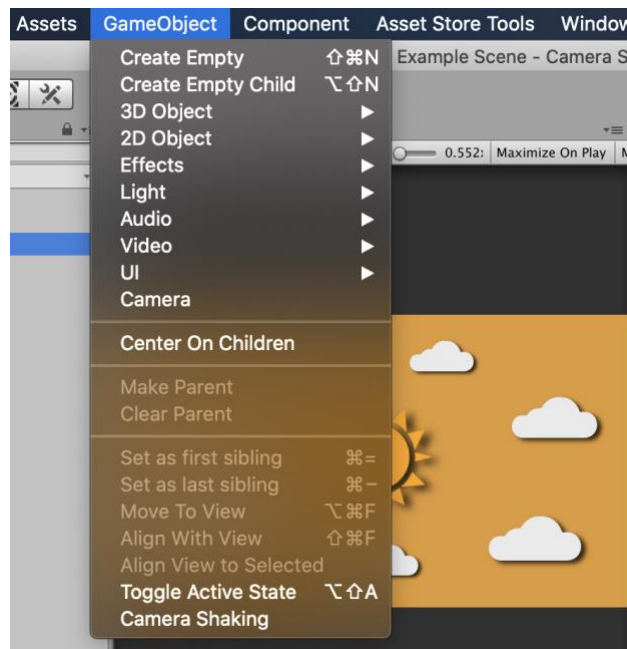 Assets GameObject Component Asset Store Tools Window
Example Scene - Camera S
0.552: Maximize On Play
Create Empty ⇧⌘N
Create Empty Child ⌥⇧N
3D Object ▶
2D Object ▶
Effects ▶
Light ▶
Audio ▶
Video ▶
UI ▶
Camera
Center On Children
Make Parent
Clear Parent
Set as first sibling ⌘=
Set as last sibling ⌘−
Move To View ⌥⌘F
Align With View ⇧⌘F
Align View to Selected
Toggle Active State ⌥⇧A
Camera Shaking